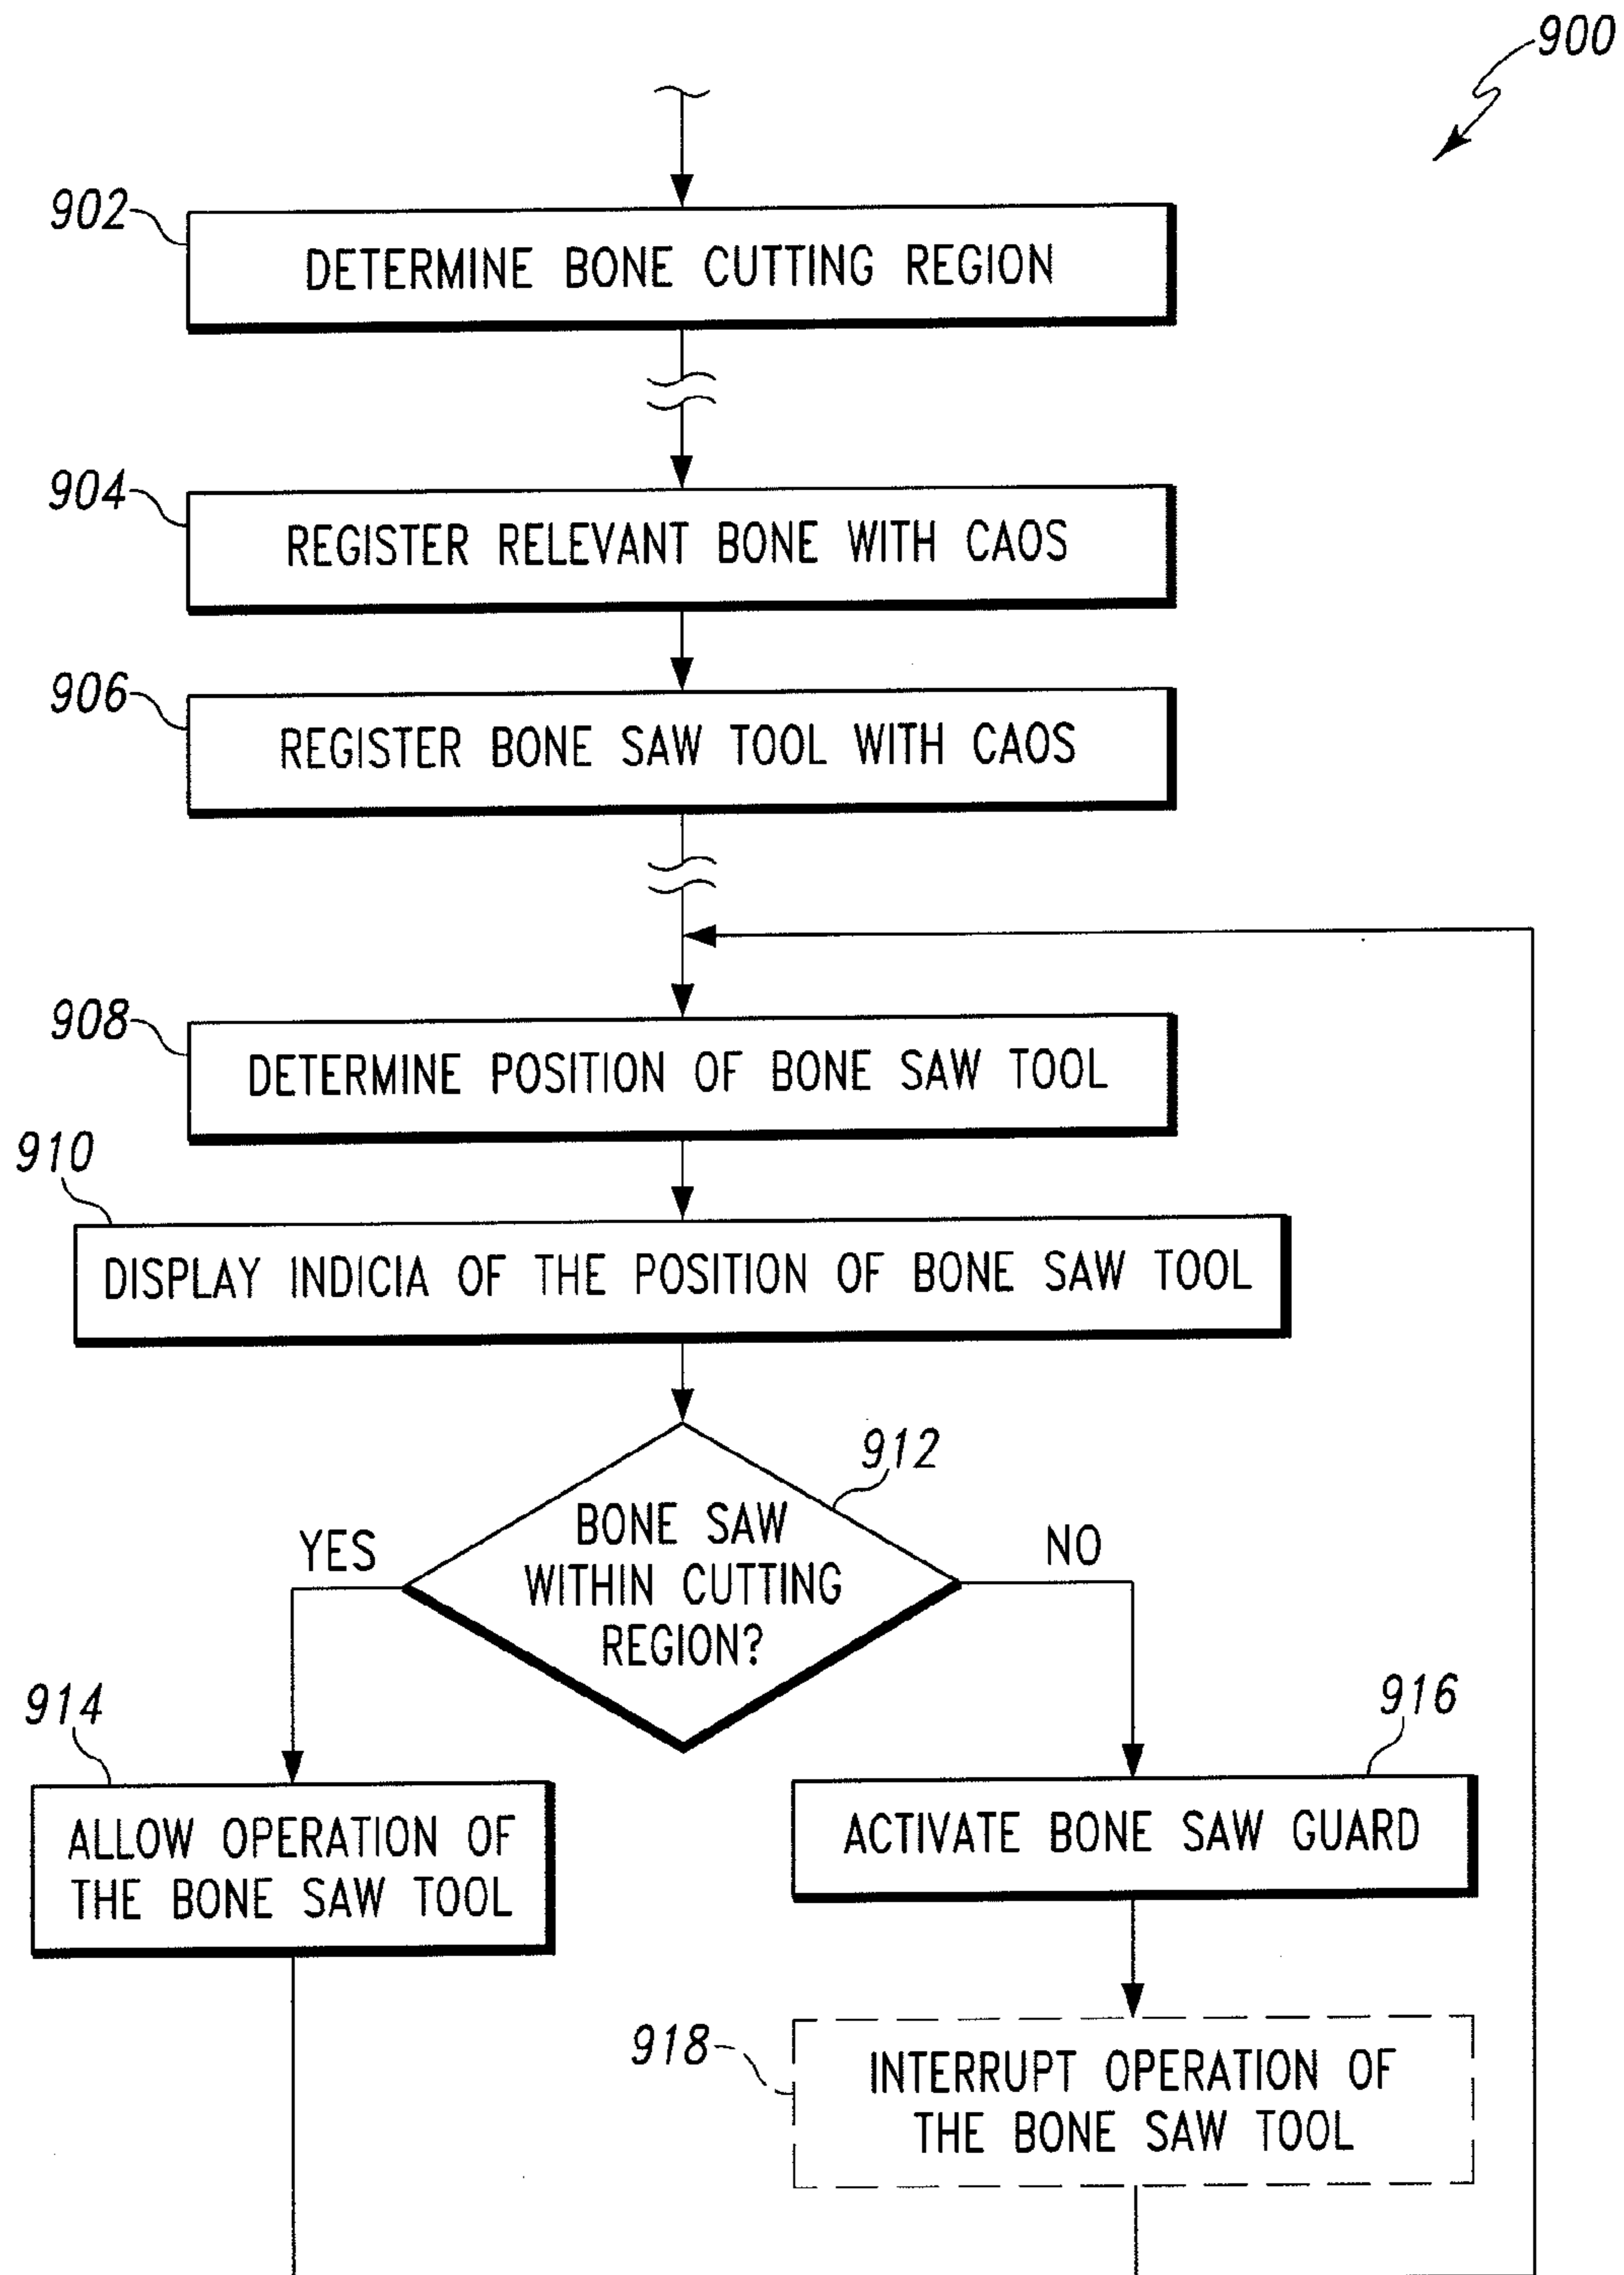 900
902
DETERMINE BONE CUTTING REGION
904
REGISTER RELEVANT BONE WITH CAOS
906
REGISTER BONE SAW TOOL WITH CAOS
908
DETERMINE POSITION OF BONE SAW TOOL
910
DISPLAY INDICIA OF THE POSITION OF BONE SAW TOOL
912
BONE SAW
WITHIN CUTTING
REGION?
YES
NO
914
ALLOW OPERATION OF
THE BONE SAW TOOL
916
ACTIVATE BONE SAW GUARD
918
INTERRUPT OPERATION OF
THE BONE SAW TOOL